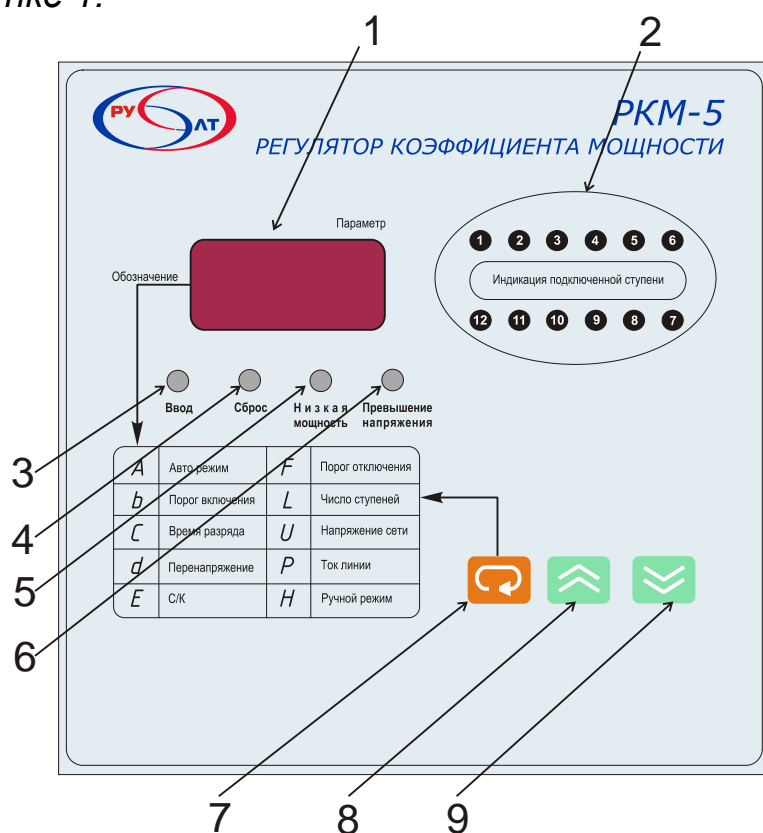 нке 1.
1 2
РУ ЛТ
РКМ-5
РЕГУЛЯТОР КОЭФФИЦИЕНТА МОЩНОСТИ
Параметр
Обозначение
1 2 3 4 5 6
Индикация подключенной ступени
12 11 10 9 8 7
Ввод Сброс Низкая мощность Превышение напряжения
3
4
5
6
A Авто режим F Порог отключения
b Порог включения L Число ступеней
C Время разряда U Напряжение сети
d Перенапряжение P Ток линии
E С/К H Ручной режим
7 8 9